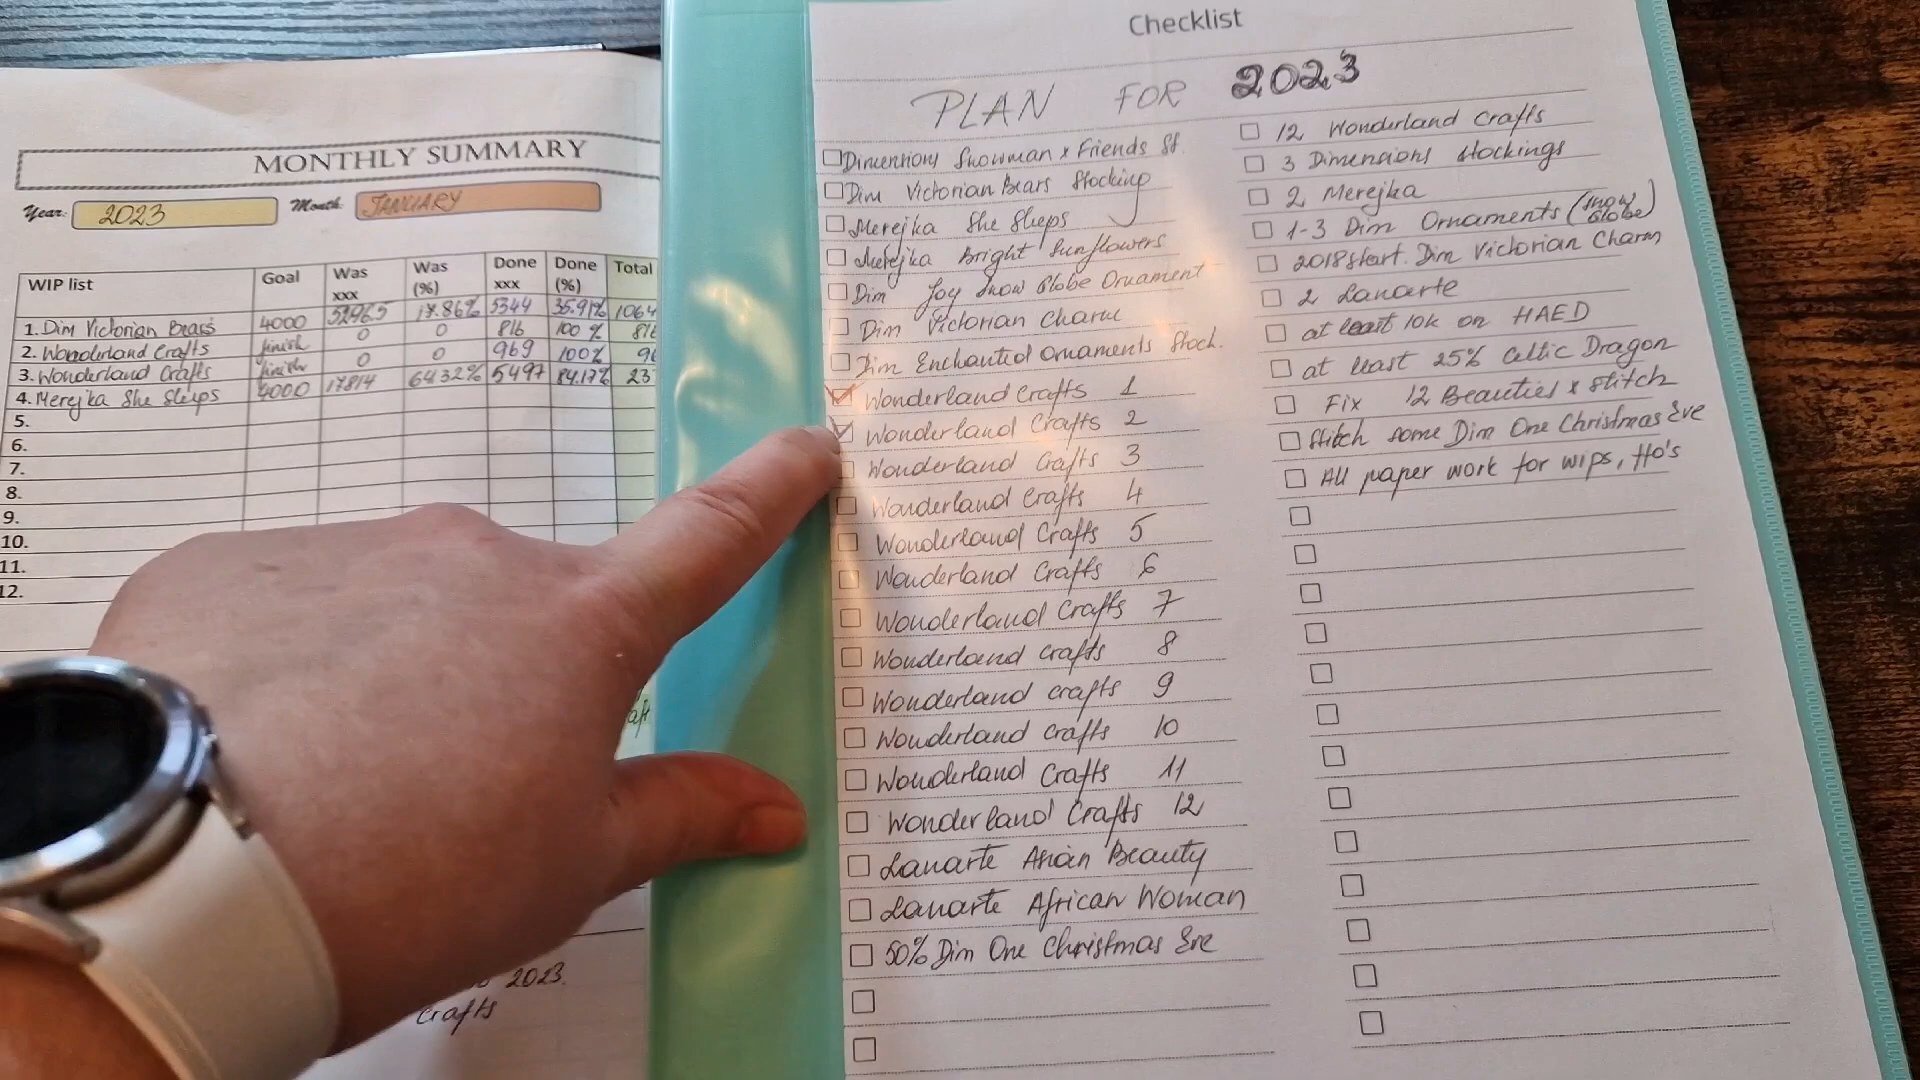 MONTHLY SUMMARY
Year: 2023 Month: JANUARY
WIP list Goal Was xxx Was (%) Done xxx Done (%) Total
1. Dim Victorian Bears 4000 17.86% 5344 35.91% 1064
2. Wonderland Crafts finish 0 0 816 100% 816
3. Wonderland Crafts finish 0 0 969 100% 96
4. Merejka She Sleeps 4000 17814 64.32% 5497 84.17% 23
5.
6.
7.
8.
9.
10.
11.
12.
2023.
Crafts
Checklist
PLAN FOR 2023
Dimensions Snowman & Friends St.
Dim Victorian Bears Stocking
Merejka She Sleeps
Merejka Bright Sunflowers
Dim Joy Snow Globe Ornament
Dim Victorian Charm
Dim Enchanted Ornaments Stock.
Wonderland Crafts 1
Wonderland Crafts 2
Wonderland Crafts 3
Wonderland Crafts 4
Wonderland Crafts 5
Wonderland Crafts 6
Wonderland Crafts 7
Wonderland crafts 8
Wonderland crafts 9
Wonderland crafts 10
Wonderland Crafts 11
Wonderland Crafts 12
Lanarte Asian Beauty
Lanarte African Woman
50% Dim One Christmas Eve
12 Wonderland Crafts
3 Dimensions stockings
2 Merejka
1-3 Dim Ornaments (Snow Globe)
2018 start. Dim Victorian Charm
2 Lanarte
at least 10k on HAED
at least 25% Celtic Dragon
Fix 12 Beauties & stitch
Stitch some Dim One Christmas Eve
All paper work for wips, Ho's